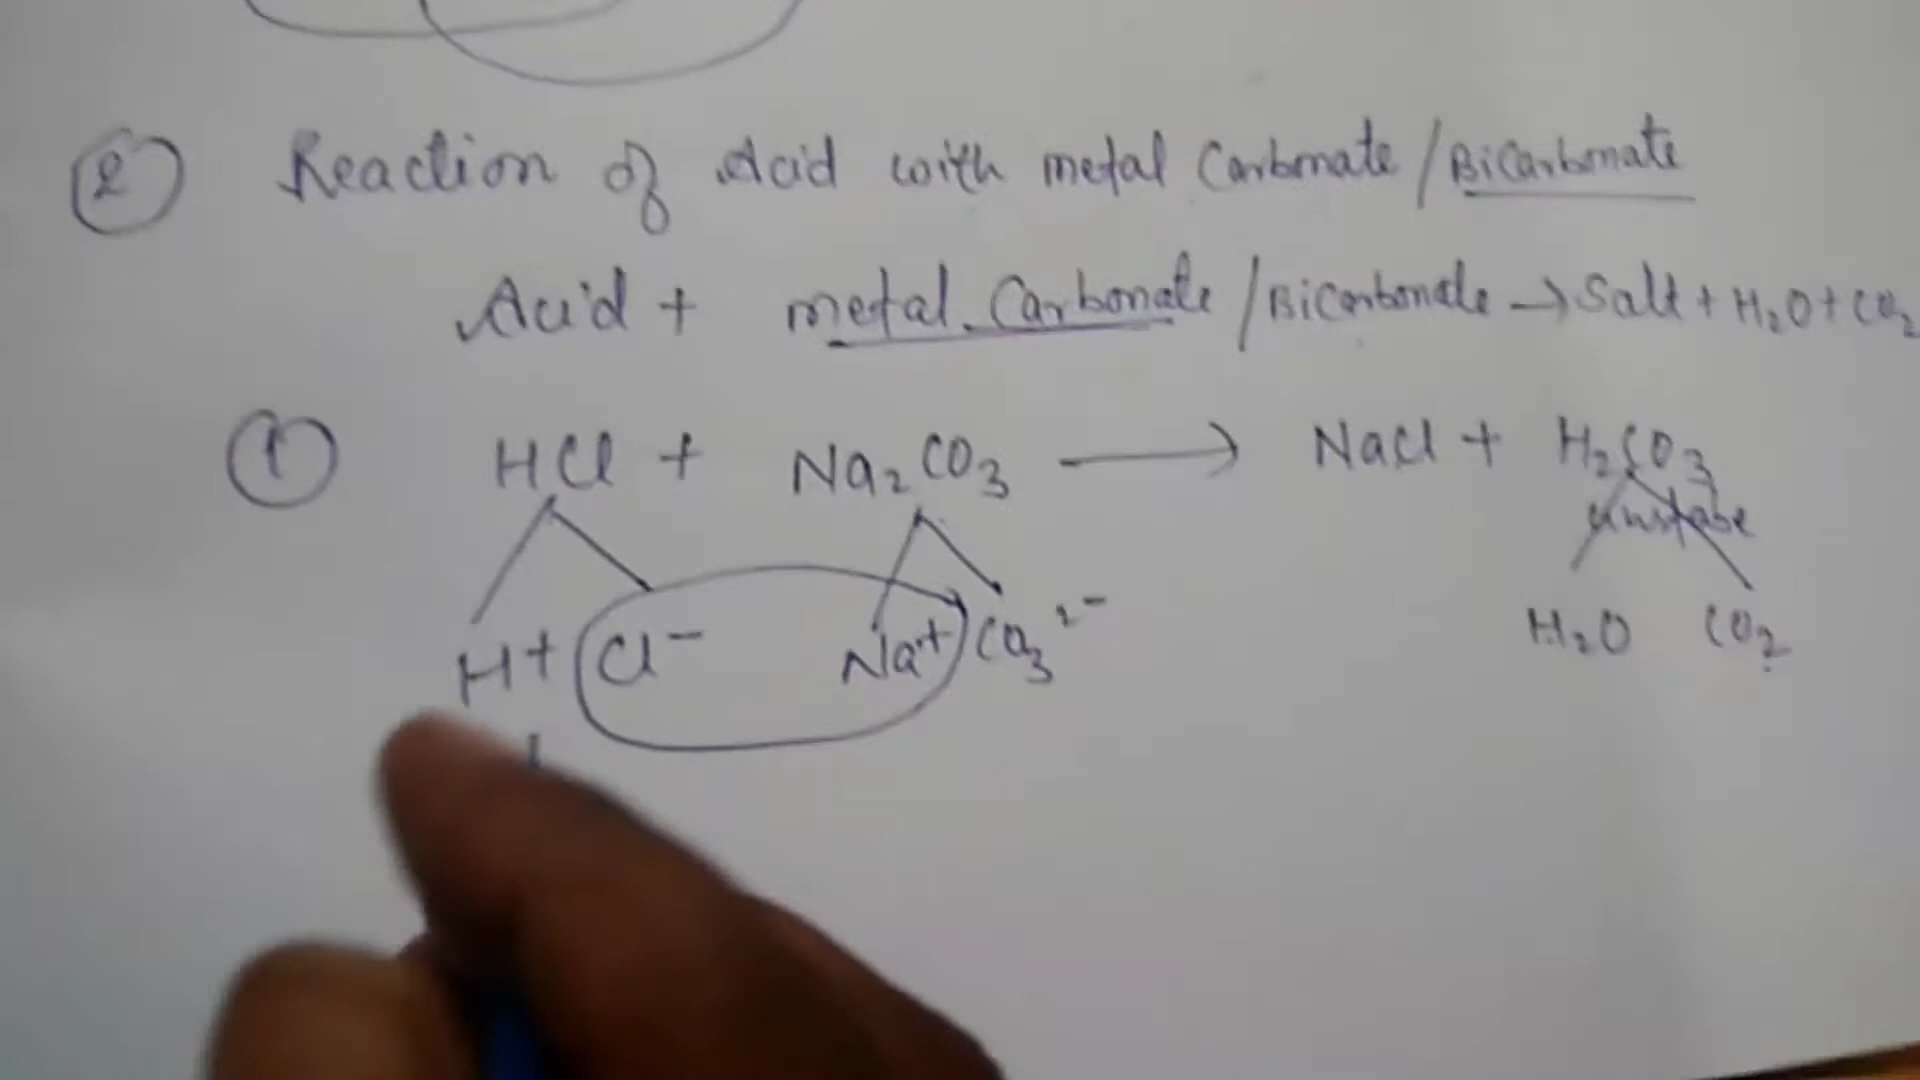 2 Reaction of Acid with metal Carbonate / BiCarbonate
Acid + metal Carbonate / BiCarbonate → Salt + H₂O + CO₂
1 HCl + Na₂CO₃ → NaCl + H₂CO₃
unstabe
H+ Cl⁻ Na⁺ CO₃²⁻ H₂O CO₂